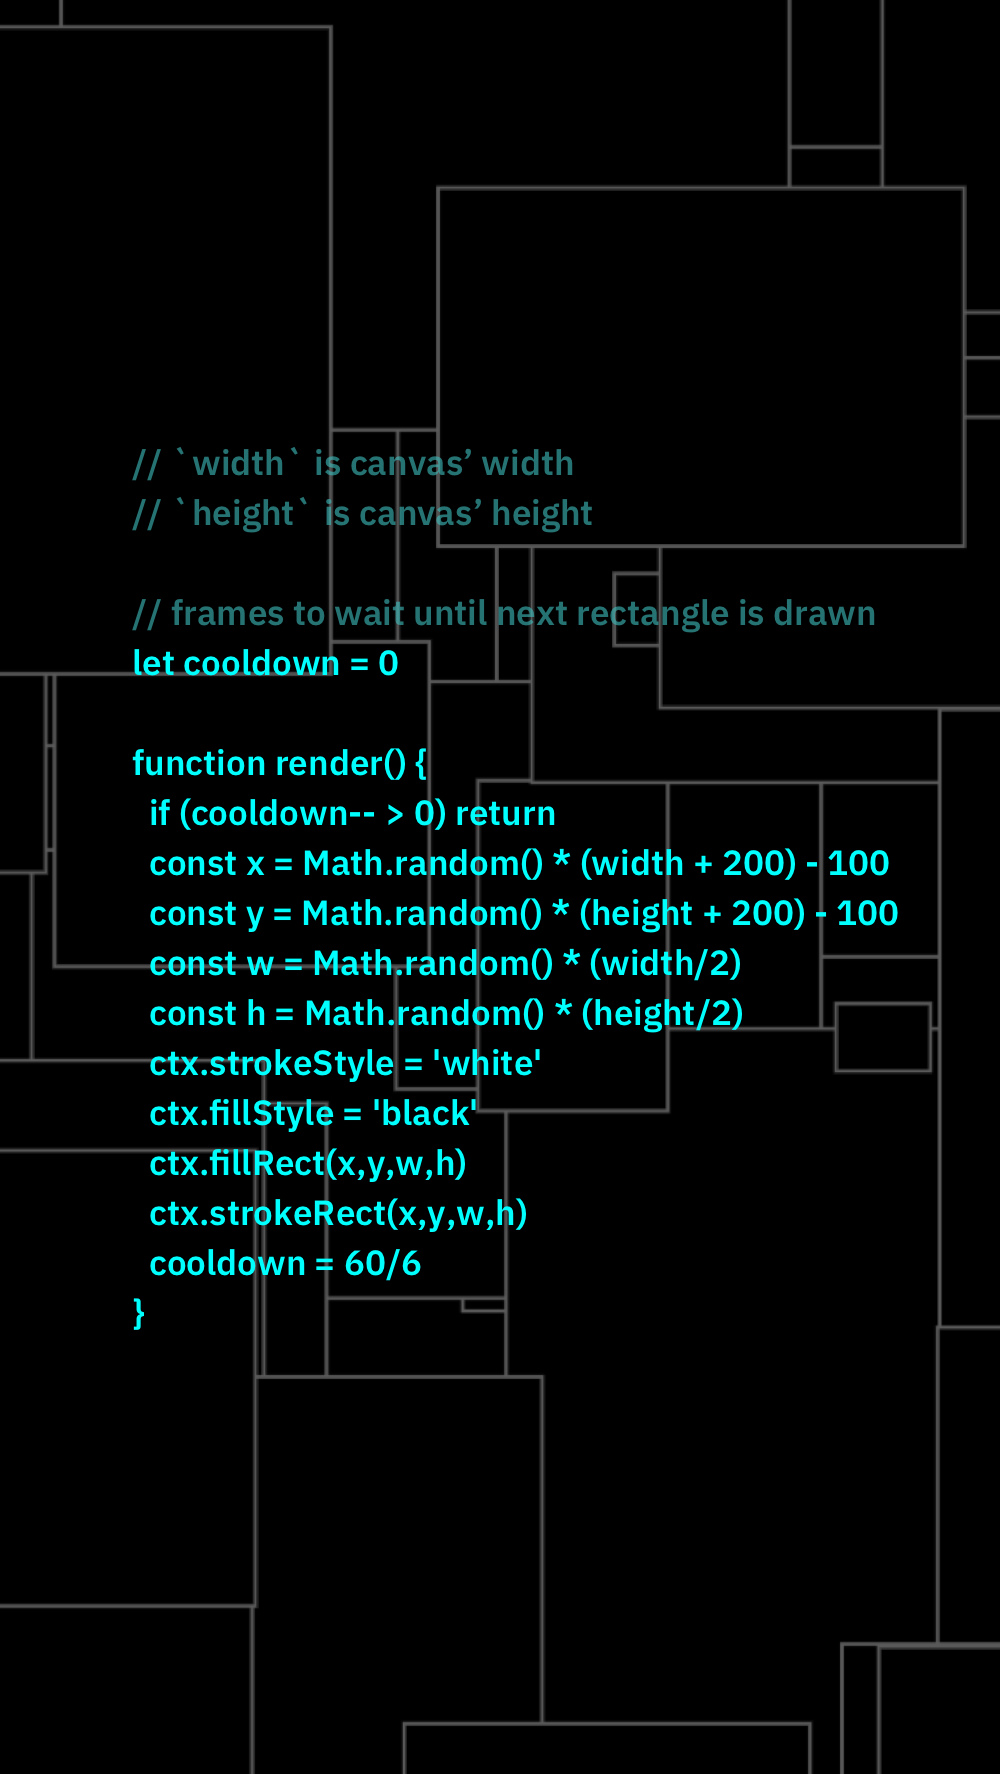 // `width` is canvas’ width
// `height` is canvas’ height
// frames to wait until next rectangle is drawn
let cooldown = 0
function render() {
if (cooldown-- > 0) return
const x = Math.random() * (width + 200) - 100
const y = Math.random() * (height + 200) - 100
const w = Math.random() * (width/2)
const h = Math.random() * (height/2)
ctx.strokeStyle = 'white'
ctx.fillStyle = 'black'
ctx.fillRect(x,y,w,h)
ctx.strokeRect(x,y,w,h)
cooldown = 60/6
}